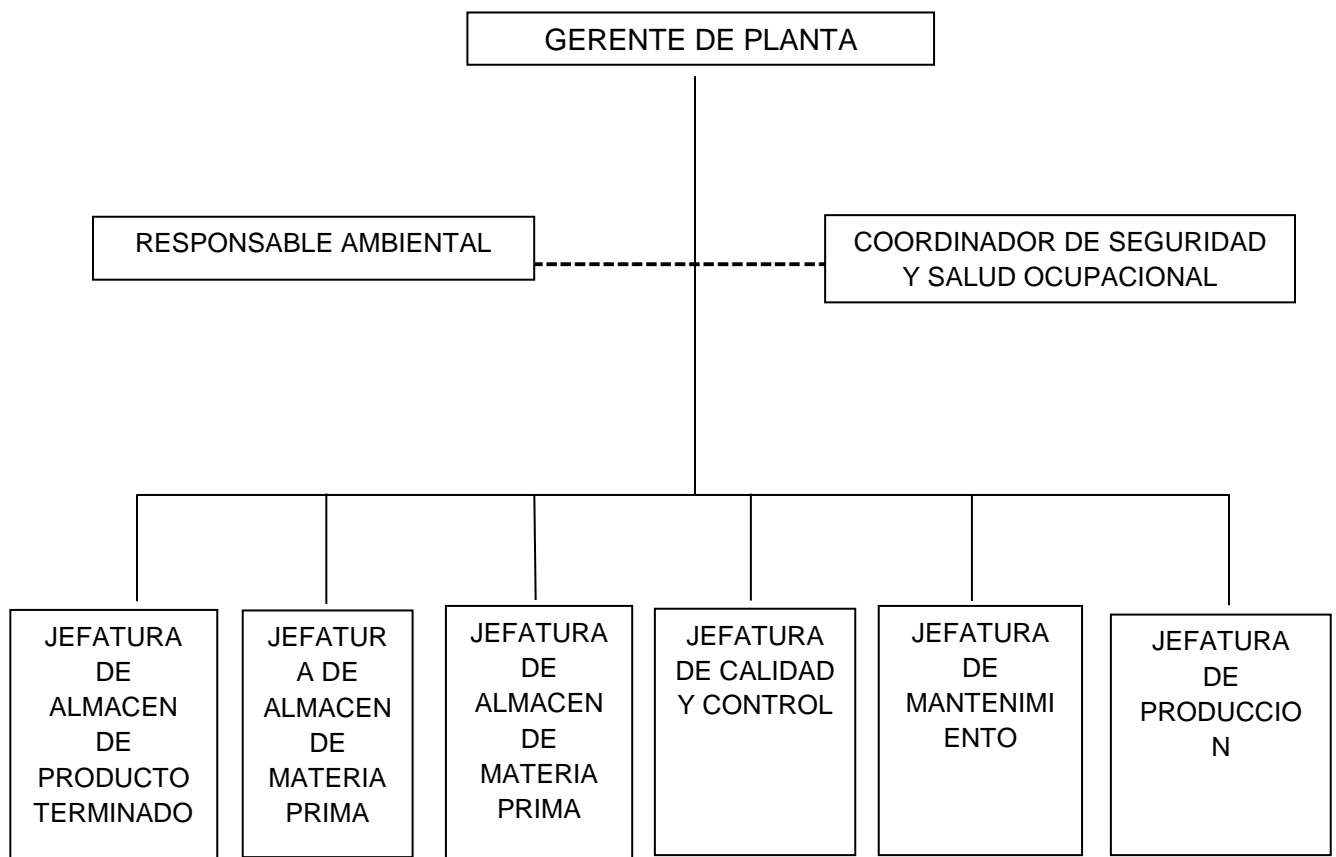 GERENTE DE PLANTA
RESPONSABLE AMBIENTAL
COORDINADOR DE SEGURIDAD
Y SALUD OCUPACIONAL
JEFATURA
DE
ALMACEN
DE
PRODUCTO
TERMINADO
JEFATUR
A DE
ALMACEN
DE
MATERIA
PRIMA
JEFATURA
DE
ALMACEN
DE
MATERIA
PRIMA
JEFATURA
DE CALIDAD
Y CONTROL
JEFATURA
DE
MANTENIMI
ENTO
JEFATURA
DE
PRODUCCIO
N